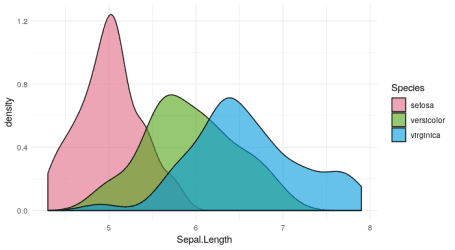 1.2
0.8
0.4
0.0
density
5
6
7
8
Sepal.Length
Species
setosa
versicolor
virginica